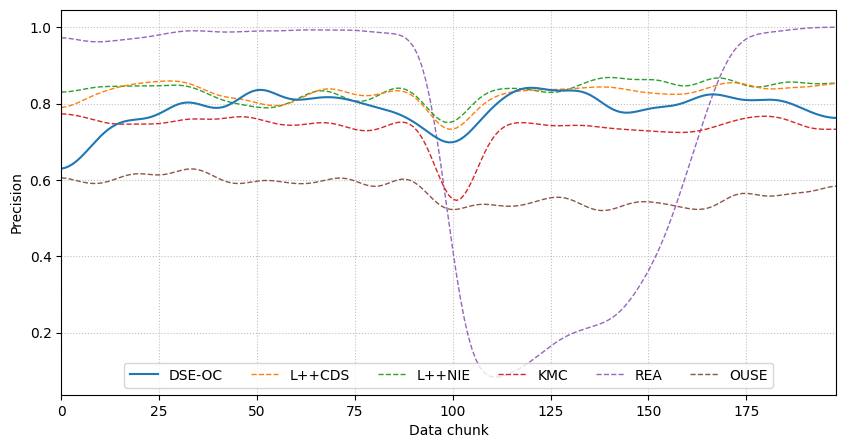 1.0
0.8
0.6
0.4
0.2
Precision
DSE-OC L++CDS L++NIE KMC REA OUSE
0 25 50 75 100 125 150 175
Data chunk